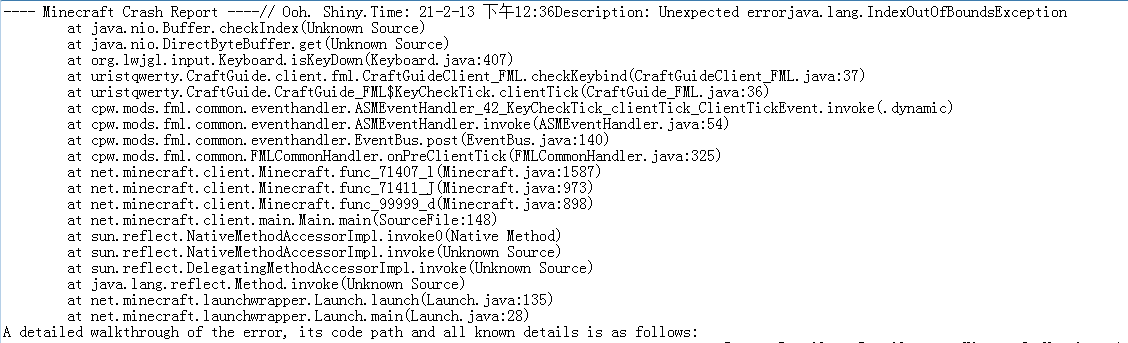 ---- Minecraft Crash Report ----// Ooh. Shiny.Time: 21-2-13 下午12:36Description: Unexpected errorjava.lang.IndexOutOfBoundsException
at java.nio.Buffer.checkIndex(Unknown Source)
at java.nio.DirectByteBuffer.get(Unknown Source)
at org.lwjgl.input.Keyboard.isKeyDown(Keyboard.java:407)
at uristqwerty.CraftGuide.client.fml.CraftGuideClient_FML.checkKeybind(CraftGuideClient_FML.java:37)
at uristqwerty.CraftGuide.CraftGuide_FML$KeyCheckTick.clientTick(CraftGuide_FML.java:36)
at cpw.mods.fml.common.eventhandler.ASMEventHandler_42_KeyCheckTick_clientTick_ClientTickEvent.invoke(.dynamic)
at cpw.mods.fml.common.eventhandler.ASMEventHandler.invoke(ASMEventHandler.java:54)
at cpw.mods.fml.common.eventhandler.EventBus.post(EventBus.java:140)
at cpw.mods.fml.common.FMLCommonHandler.onPreClientTick(FMLCommonHandler.java:325)
at net.minecraft.client.Minecraft.func_71407_l(Minecraft.java:1587)
at net.minecraft.client.Minecraft.func_71411_J(Minecraft.java:973)
at net.minecraft.client.Minecraft.func_99999_d(Minecraft.java:898)
at net.minecraft.client.main.Main.main(SourceFile:148)
at sun.reflect.NativeMethodAccessorImpl.invoke0(Native Method)
at sun.reflect.NativeMethodAccessorImpl.invoke(Unknown Source)
at sun.reflect.DelegatingMethodAccessorImpl.invoke(Unknown Source)
at java.lang.reflect.Method.invoke(Unknown Source)
at net.minecraft.launchwrapper.Launch.launch(Launch.java:135)
at net.minecraft.launchwrapper.Launch.main(Launch.java:28)
A detailed walkthrough of the error, its code path and all known details is as follows: